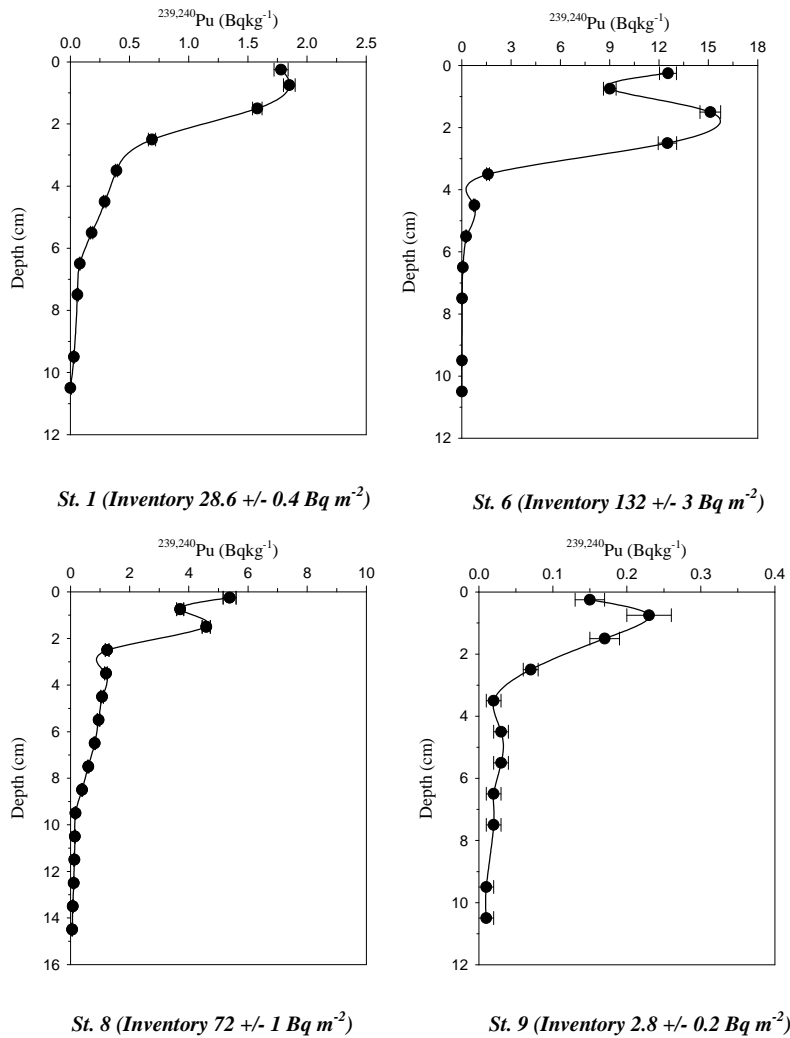 239,240Pu (Bqkg-1)
0.0 0.5 1.0 1.5 2.0 2.5
0
2
4
6
8
10
12
Depth (cm)
St. 1 (Inventory 28.6 +/- 0.4 Bq m-2)
239,240Pu (Bqkg-1)
0 3 6 9 12 15 18
0
2
4
6
8
10
12
Depth (cm)
St. 6 (Inventory 132 +/- 3 Bq m-2)
239,240Pu (Bqkg-1)
0 2 4 6 8 10
0
2
4
6
8
10
12
14
16
Depth (cm)
St. 8 (Inventory 72 +/- 1 Bq m-2)
239,240Pu (Bqkg-1)
0.0 0.1 0.2 0.3 0.4
0
2
4
6
8
10
12
Depth (cm)
St. 9 (Inventory 2.8 +/- 0.2 Bq m-2)